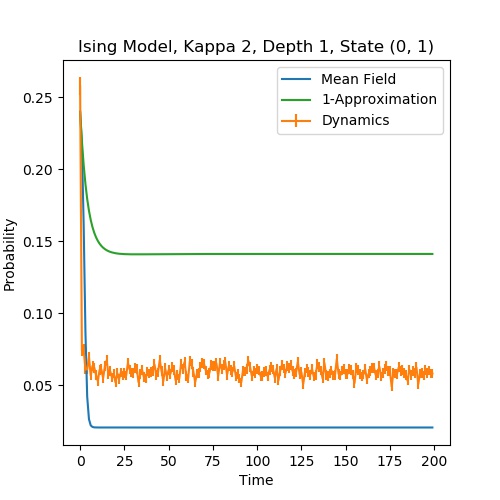 Ising Model, Kappa 2, Depth 1, State (0, 1)
Mean Field
1-Approximation
Dynamics
Probability
0.25
0.20
0.15
0.10
0.05
0 25 50 75 100 125 150 175 200
Time